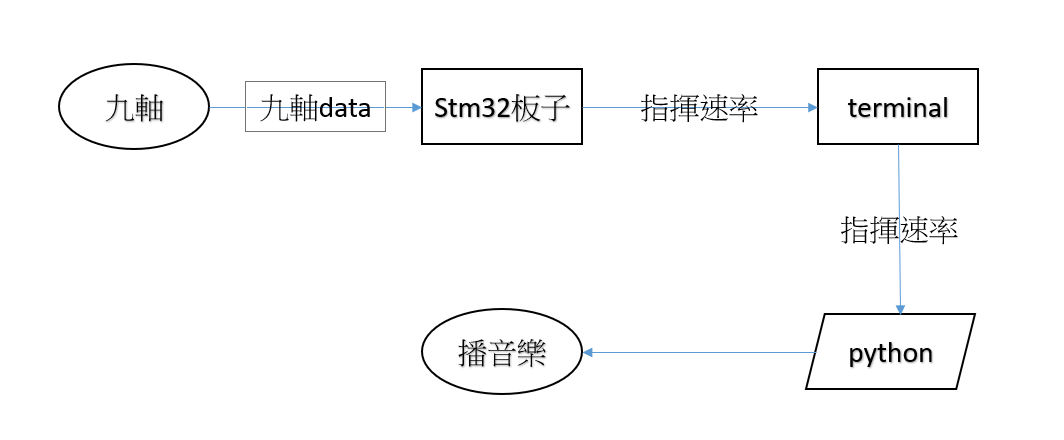 九軸
九軸data
Stm32板子
指揮速率
terminal
指揮速率
python
播音樂